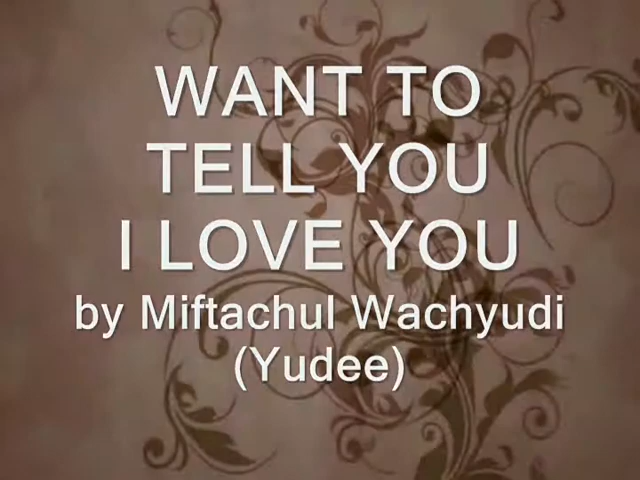 WANT TO
TELL YOU
I LOVE YOU
by Miftachul Wachyudi
(Yudee)